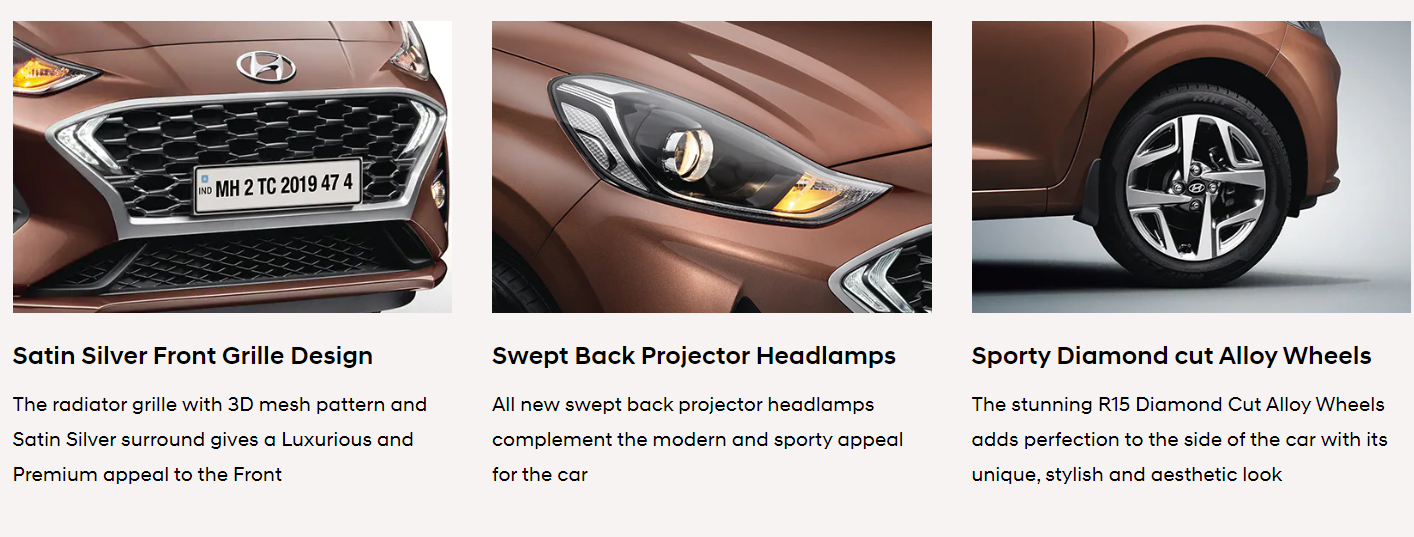 IND MH 2 TC 2019 47 4
MRF
Satin Silver Front Grille Design
The radiator grille with 3D mesh pattern and
Satin Silver surround gives a Luxurious and
Premium appeal to the Front
Swept Back Projector Headlamps
All new swept back projector headlamps
complement the modern and sporty appeal
for the car
Sporty Diamond cut Alloy Wheels
The stunning R15 Diamond Cut Alloy Wheels
adds perfection to the side of the car with its
unique, stylish and aesthetic look